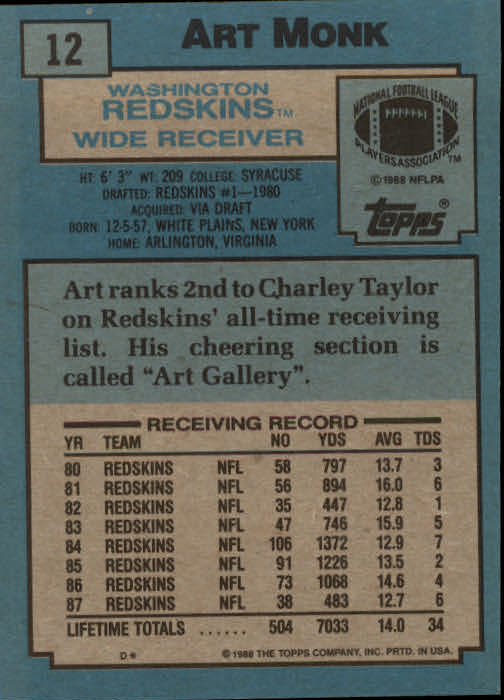 12
ART MONK
WASHINGTON
REDSKINS™
WIDE RECEIVER
NATIONAL FOOTBALL LEAGUE
PLAYERS ASSOCIATION™
©1988 NFLPA
TOPPS®
HT: 6' 3" WT: 209 COLLEGE: SYRACUSE
DRAFTED: REDSKINS #1—1980
ACQUIRED: VIA DRAFT
BORN: 12-5-57, WHITE PLAINS, NEW YORK
HOME: ARLINGTON, VIRGINIA
Art ranks 2nd to Charley Taylor
on Redskins' all-time receiving
list. His cheering section is
called "Art Gallery".
RECEIVING RECORD
YR TEAM NO YDS AVG TDS
80 REDSKINS NFL 58 797 13.7 3
81 REDSKINS NFL 56 894 16.0 6
82 REDSKINS NFL 35 447 12.8 1
83 REDSKINS NFL 47 746 15.9 5
84 REDSKINS NFL 106 1372 12.9 7
85 REDSKINS NFL 91 1226 13.5 2
86 REDSKINS NFL 73 1068 14.6 4
87 REDSKINS NFL 38 483 12.7 6
LIFETIME TOTALS ...... 504 7033 14.0 34
D* ©1988 THE TOPPS COMPANY, INC. PRTD. IN USA.